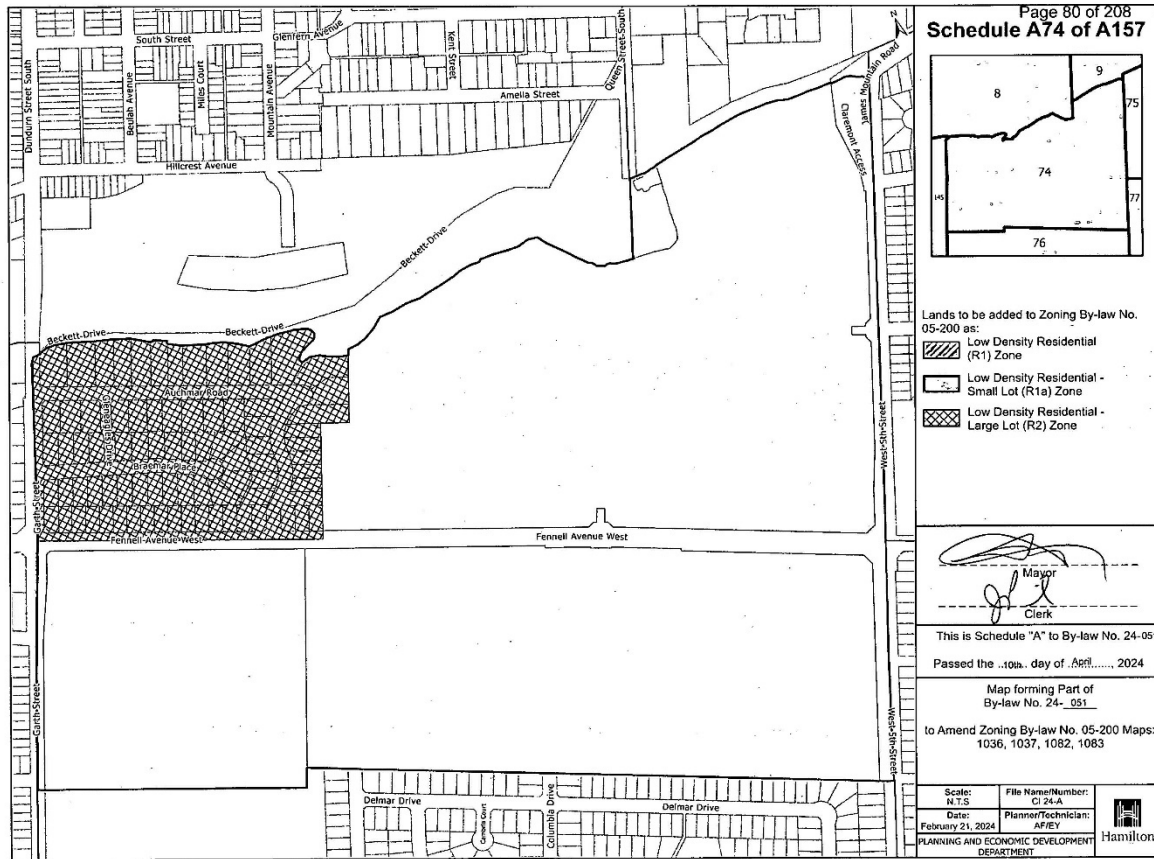 Page 80 of 208
Schedule A74 of A157
South Street
Glenfern Avenue
Kent Street
Queen Street South
James Mountain Road
Claremont Access
Dundurn Street South
Beulah Avenue
Miles Court
Mountain Avenue
Amelia Street
Hillcrest Avenue
Beckett Drive
Beckett Drive
Beckett Drive
Auchmar Road
Gleneagles Drive
Braemar Place
Garth Street
Fennell Avenue West
Fennell Avenue West
West 5th Street
Garth Street
West 5th Street
Delmar Drive
Cambria Court
Columbia Drive
Delmar Drive
N
8
9
75
74
145
77
76
Lands to be added to Zoning By-law No.
05-200 as:
Low Density Residential
(R1) Zone
Low Density Residential -
Small Lot (R1a) Zone
Low Density Residential -
Large Lot (R2) Zone
Mayor
Clerk
This is Schedule "A" to By-law No. 24-05
Passed the ..10th.. day of ..April......, 2024
Map forming Part of
By-law No. 24- 051
to Amend Zoning By-law No. 05-200 Maps:
1036, 1037, 1082, 1083
Scale:
N.T.S
File Name/Number:
CI 24-A
Date:
February 21, 2024
Planner/Technician:
AF/EY
PLANNING AND ECONOMIC DEVELOPMENT
DEPARTMENT
Hamilton